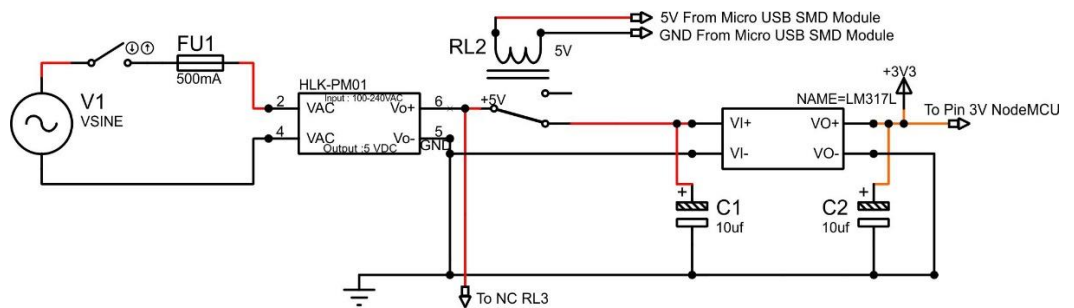 5V From Micro USB SMD Module
GND From Micro USB SMD Module
RL2
5V
FU1
500mA
HLK-PM01
Input : 100-240VAC
2
VAC
Vo+
6
+5V
4
VAC
Vo-
5
GND
Output :5 VDC
V1
VSINE
+3V3
NAME=LM317L
To Pin 3V NodeMCU
VI+
VO+
VI-
VO-
+
C1
10uf
+
C2
10uf
To NC RL3